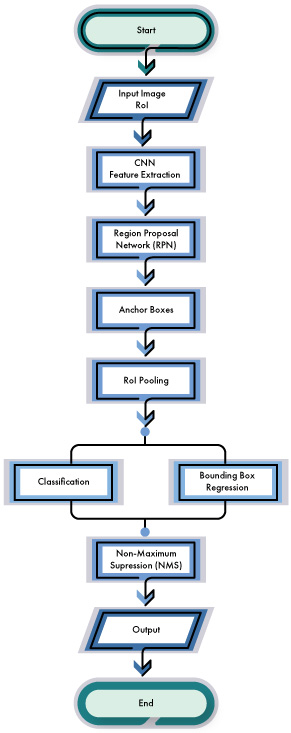 Start
Input Image
RoI
CNN
Feature Extraction
Region Proposal
Network (RPN)
Anchor Boxes
RoI Pooling
Classification
Bounding Box
Regression
Non-Maximum
Supression (NMS)
Output
End